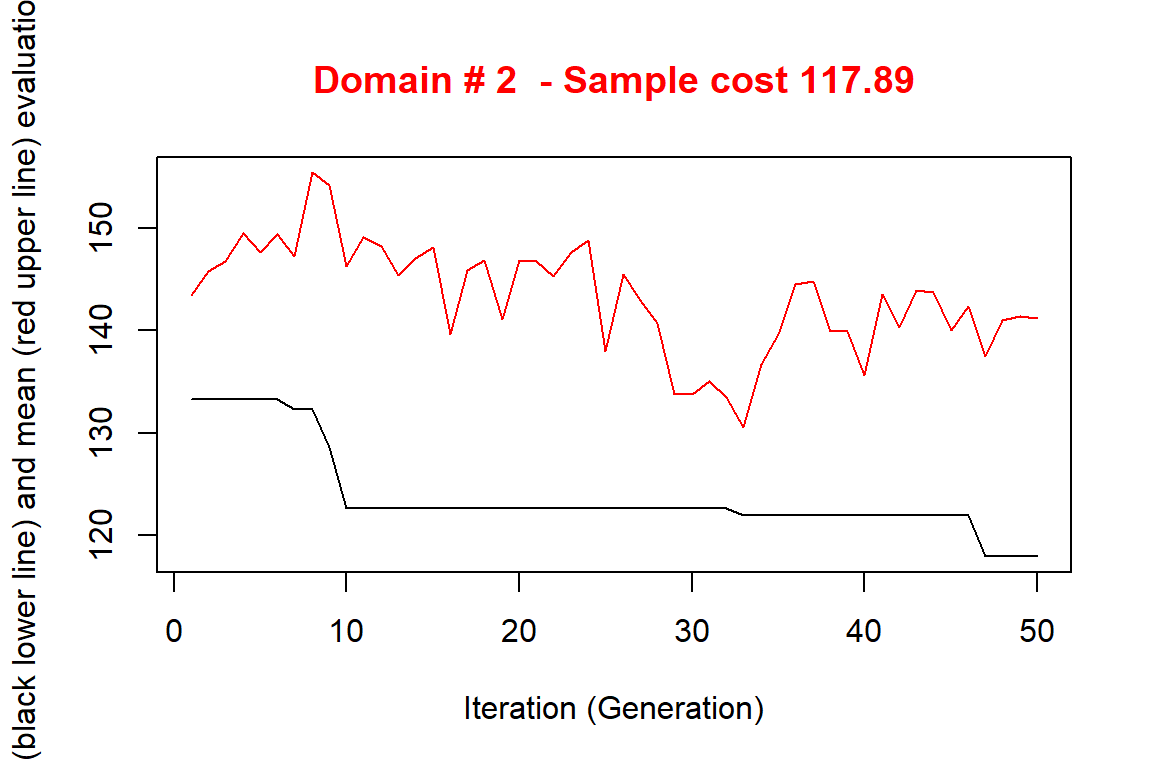 Domain # 2  - Sample cost 117.89
(black lower line) and mean (red upper line) evaluatio
150
140
130
120
0 10 20 30 40 50
Iteration (Generation)